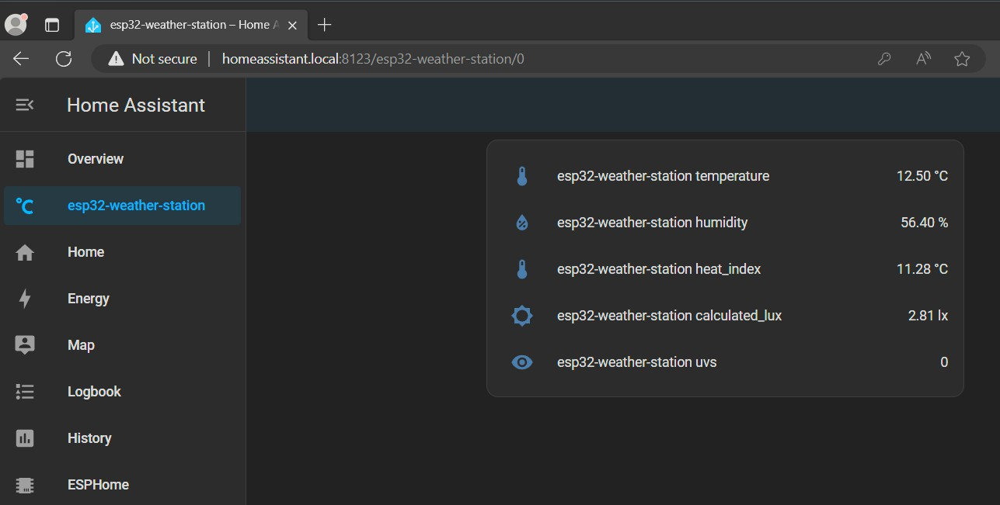 esp32-weather-station – Home A
Not secure
homeassistant.local:8123/esp32-weather-station/0
Home Assistant
Overview
esp32-weather-station
Home
Energy
Map
Logbook
History
ESPHome
esp32-weather-station temperature 12.50 °C
esp32-weather-station humidity 56.40 %
esp32-weather-station heat_index 11.28 °C
esp32-weather-station calculated_lux 2.81 lx
esp32-weather-station uvs 0